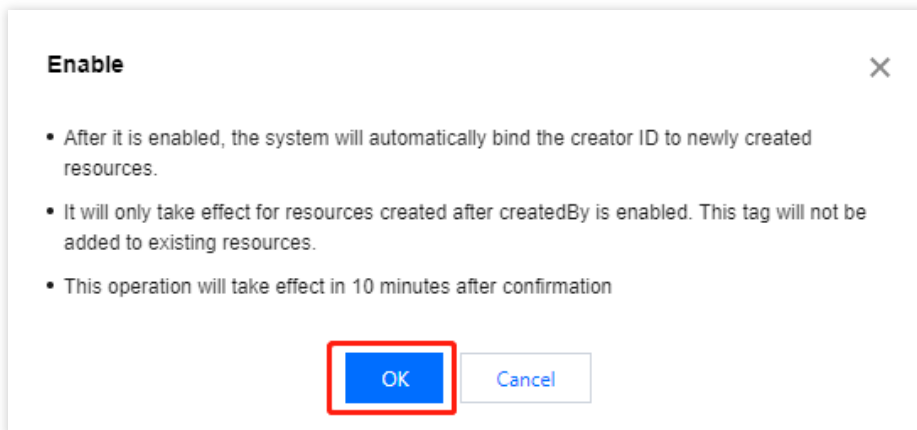 Enable
• After it is enabled, the system will automatically bind the creator ID to newly created
resources.
• It will only take effect for resources created after createdBy is enabled. This tag will not be
added to existing resources.
• This operation will take effect in 10 minutes after confirmation
OK
Cancel